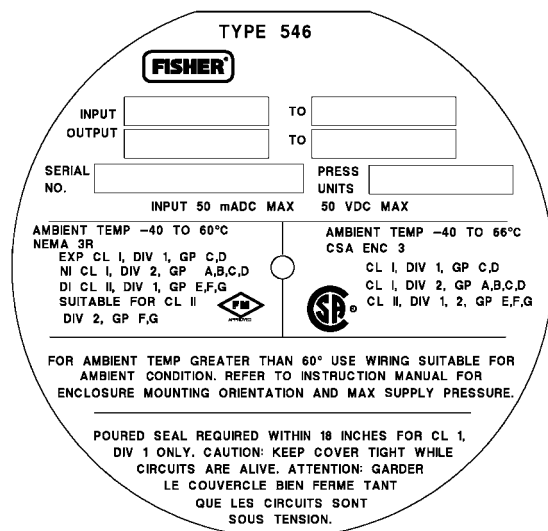 TYPE 546
FISHER®
INPUT TO
OUTPUT TO
SERIAL NO. PRESS UNITS
INPUT 50 mADC MAX 50 VDC MAX
AMBIENT TEMP -40 TO 60°C
NEMA 3R
EXP CL I, DIV 1, GP C,D
NI CL I, DIV 2, GP A,B,C,D
DI CL II, DIV 1, GP E,F,G
SUITABLE FOR CL II
DIV 2, GP F,G
FM
APPROVED
AMBIENT TEMP -40 TO 66°C
CSA ENC 3
CL I, DIV 1, GP C,D
CL I, DIV 2, GP A,B,C,D
CL II, DIV 1, 2, GP E,F,G
SA ®
FOR AMBIENT TEMP GREATER THAN 60° USE WIRING SUITABLE FOR
AMBIENT CONDITION. REFER TO INSTRUCTION MANUAL FOR
ENCLOSURE MOUNTING ORIENTATION AND MAX SUPPLY PRESSURE.
POURED SEAL REQUIRED WITHIN 18 INCHES FOR CL 1,
DIV 1 ONLY. CAUTION: KEEP COVER TIGHT WHILE
CIRCUITS ARE ALIVE. ATTENTION: GARDER
LE COUVERCLE BIEN FERME TANT
QUE LES CIRCUITS SONT
SOUS TENSION.